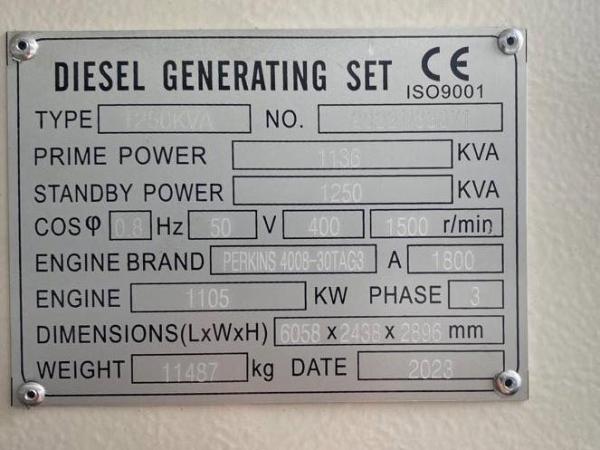 DIESEL GENERATING SET CE
ISO9001
TYPE 1250KVA NO.
PRIME POWER 1136 KVA
STANDBY POWER 1250 KVA
COSφ 0.8 Hz 50 V 400 1500 r/min
ENGINE BRAND PERKINS 4008-30TAG3 A 1800
ENGINE 1105 KW PHASE 3
DIMENSIONS(LxWxH) 6058 x 2438 x 2896 mm
WEIGHT 11487 kg DATE 2023